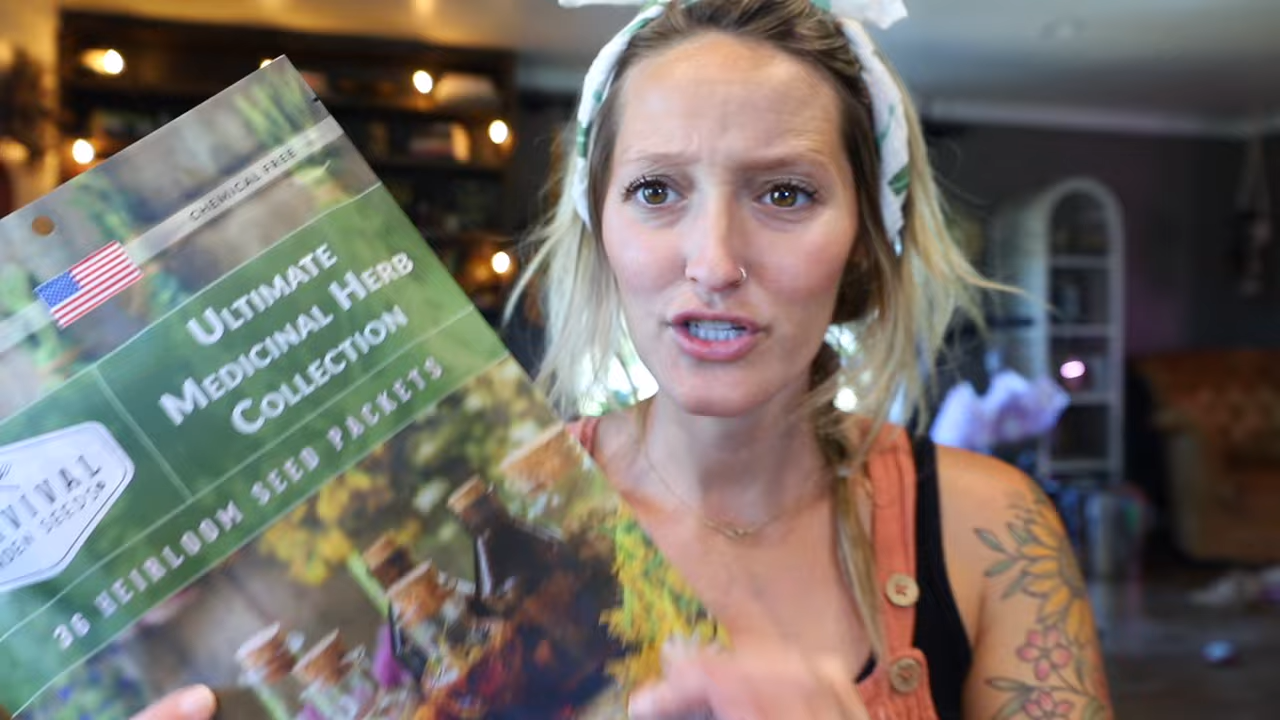 CHEMICAL FREE
ULTIMATE
MEDICINAL HERB
COLLECTION
36 HEIRLOOM SEED PACKETS